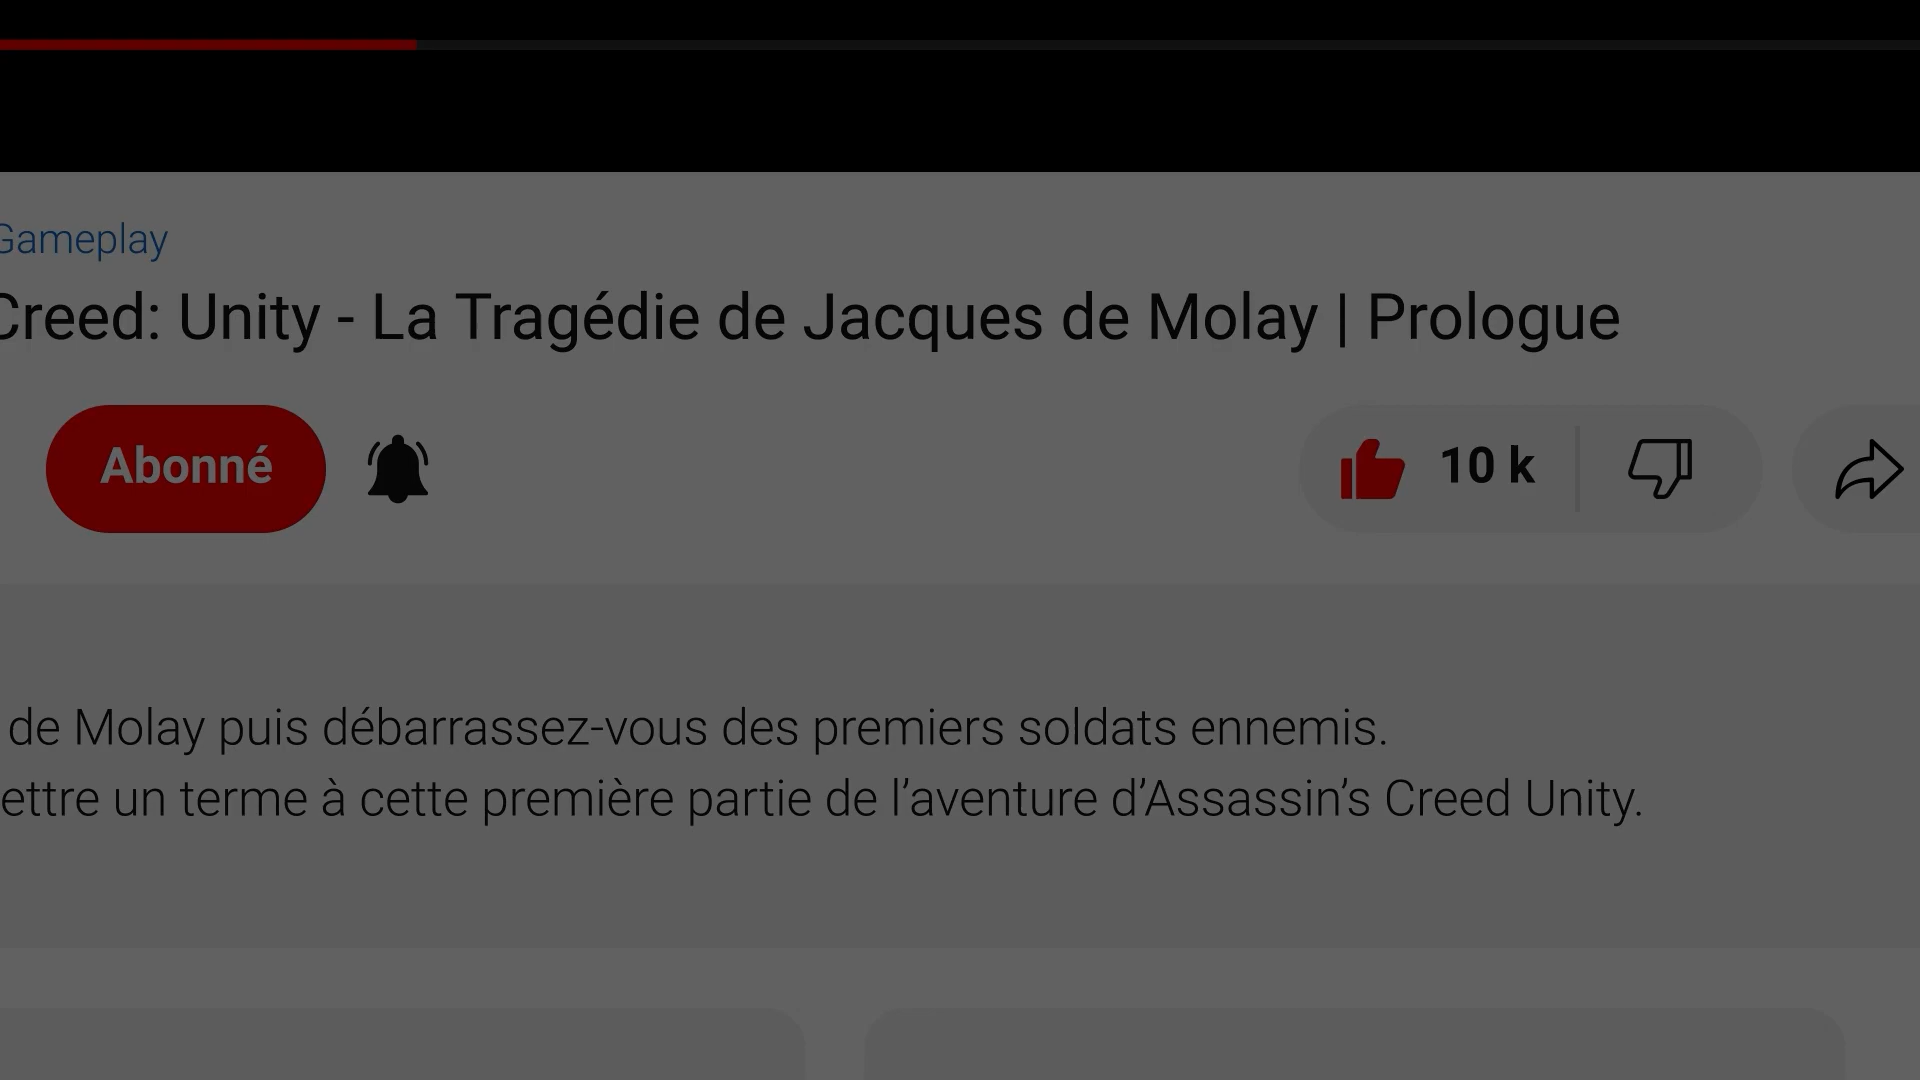 Gameplay
Creed: Unity - La Tragédie de Jacques de Molay | Prologue
Abonné
10 k
de Molay puis débarrassez-vous des premiers soldats ennemis.
ettre un terme à cette première partie de l’aventure d’Assassin’s Creed Unity.